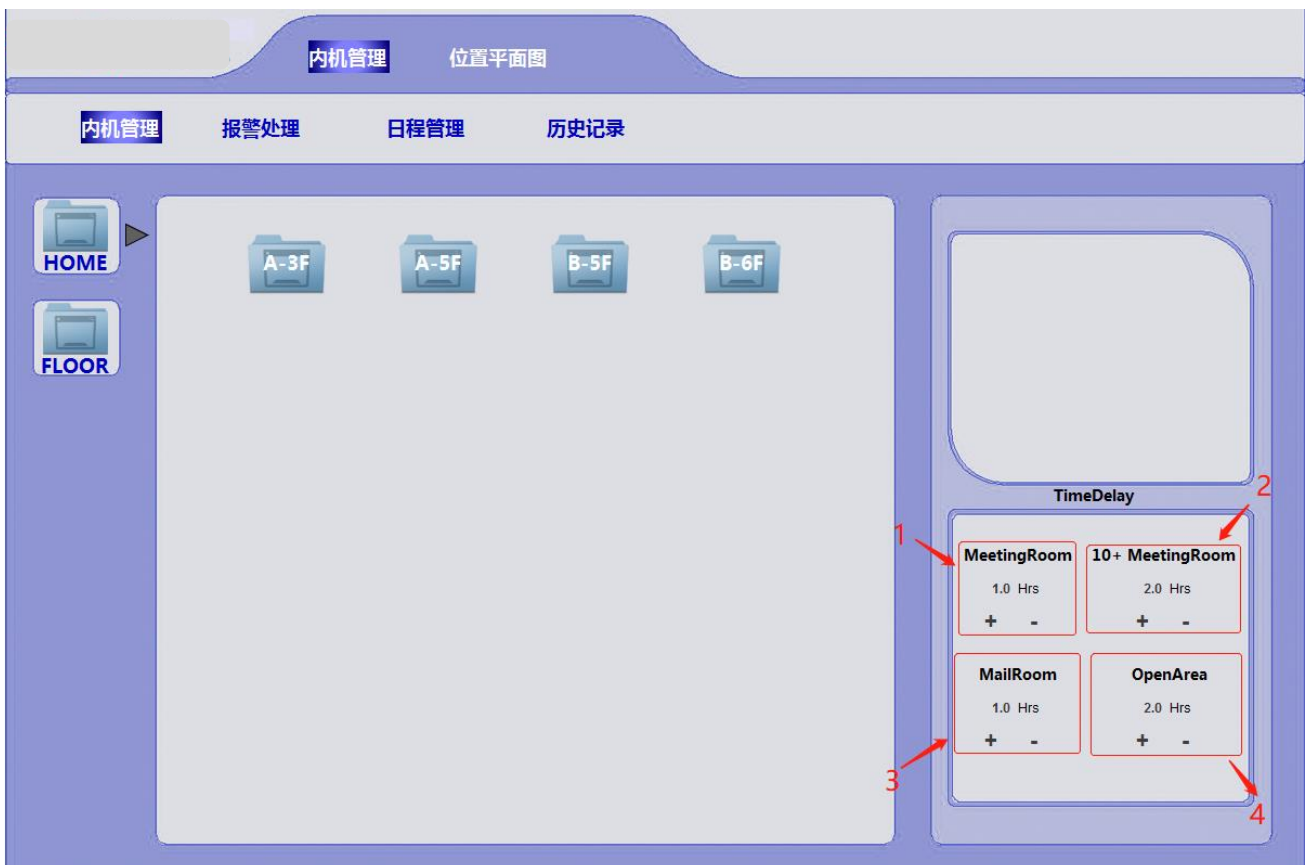 内机管理 位置平面图
内机管理 报警处理 日程管理 历史记录
HOME
FLOOR
A-3F A-5F B-5F B-6F
TimeDelay
1 2
MeetingRoom 10+ MeetingRoom
1.0 Hrs 2.0 Hrs
+ - + -
MailRoom OpenArea
1.0 Hrs 2.0 Hrs
+ - + -
3 4